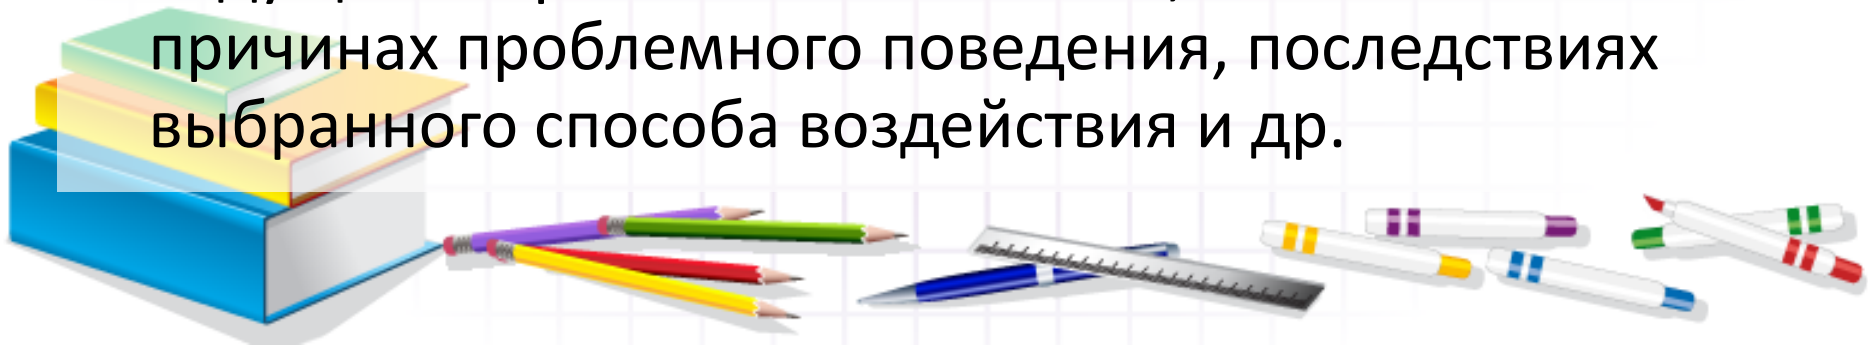 причинах проблемного поведения, последствиях
выбранного способа воздействия и др.